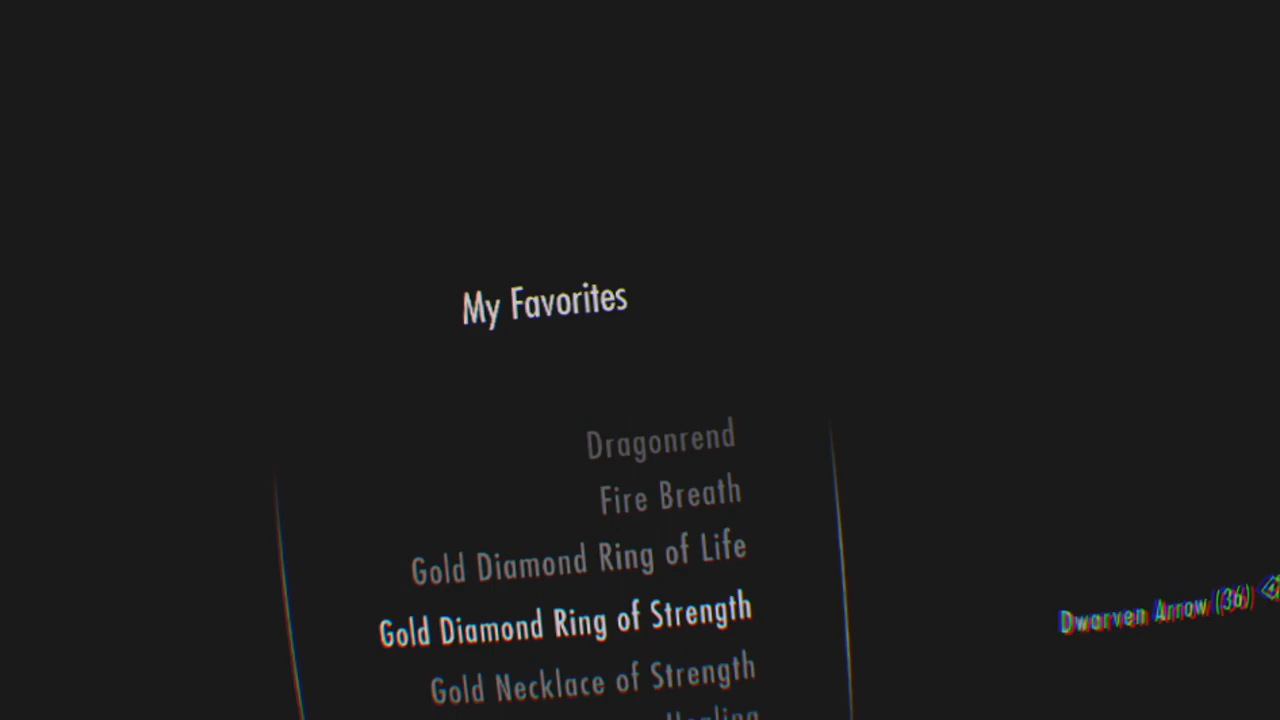 My Favorites
Dragonrend
Fire Breath
Gold Diamond Ring of Life
Gold Diamond Ring of Strength
Dwarven Arrow (36)
Gold Necklace of Strength
Healing